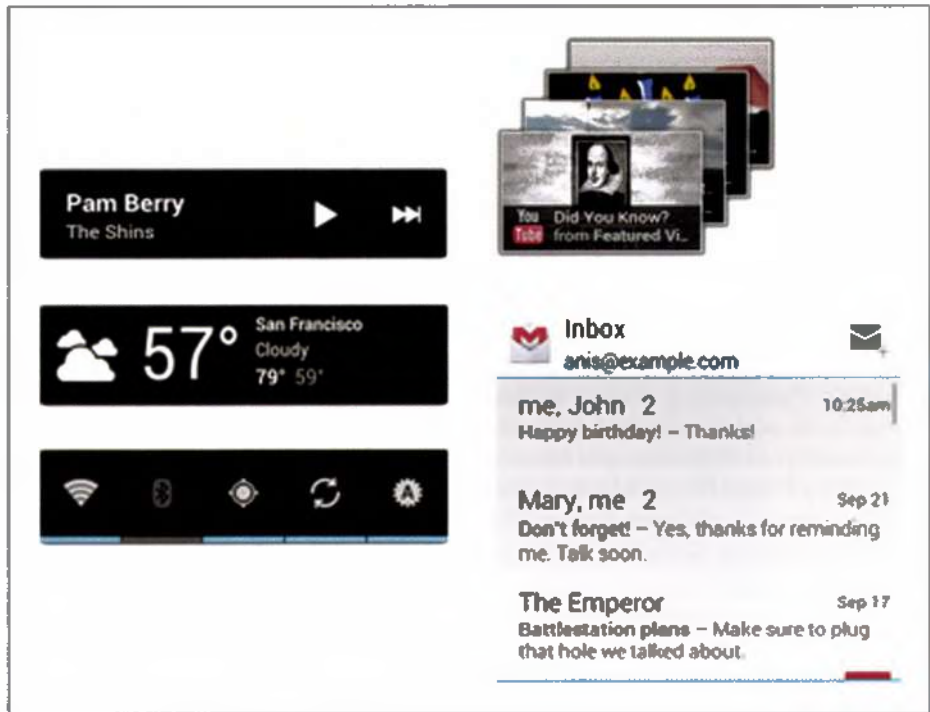 Pam Berry
The Shins
57°
San Francisco
Cloudy
79° 59°
A
You Tube
Did You Know?
from Featured Vi...
Inbox
anis@example.com
me, John 2
10:25am
Happy birthday! – Thanks!
Mary, me 2
Sep 21
Don't forget! – Yes, thanks for reminding
me. Talk soon.
The Emperor
Sep 17
Battlestation plans – Make sure to plug
that hole we talked about.